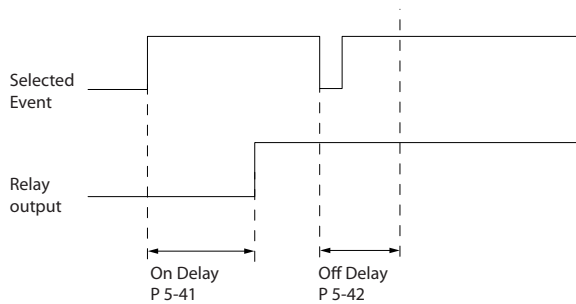 Selected
Event
Relay
output
On Delay
P 5-41
Off Delay
P 5-42